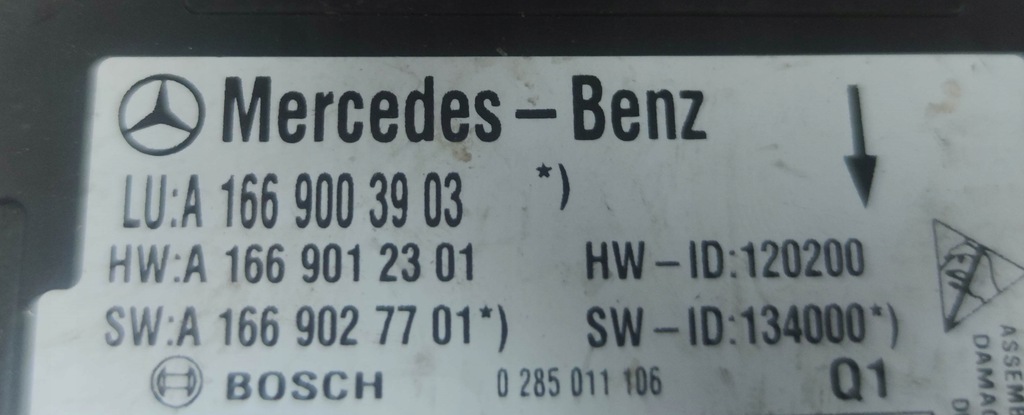 Mercedes-Benz
LU:A 166 900 39 03 *)
HW:A 166 901 23 01 HW-ID:120200
SW:A 166 902 77 01*) SW-ID:134000*)
BOSCH 0 285 011 106 Q1